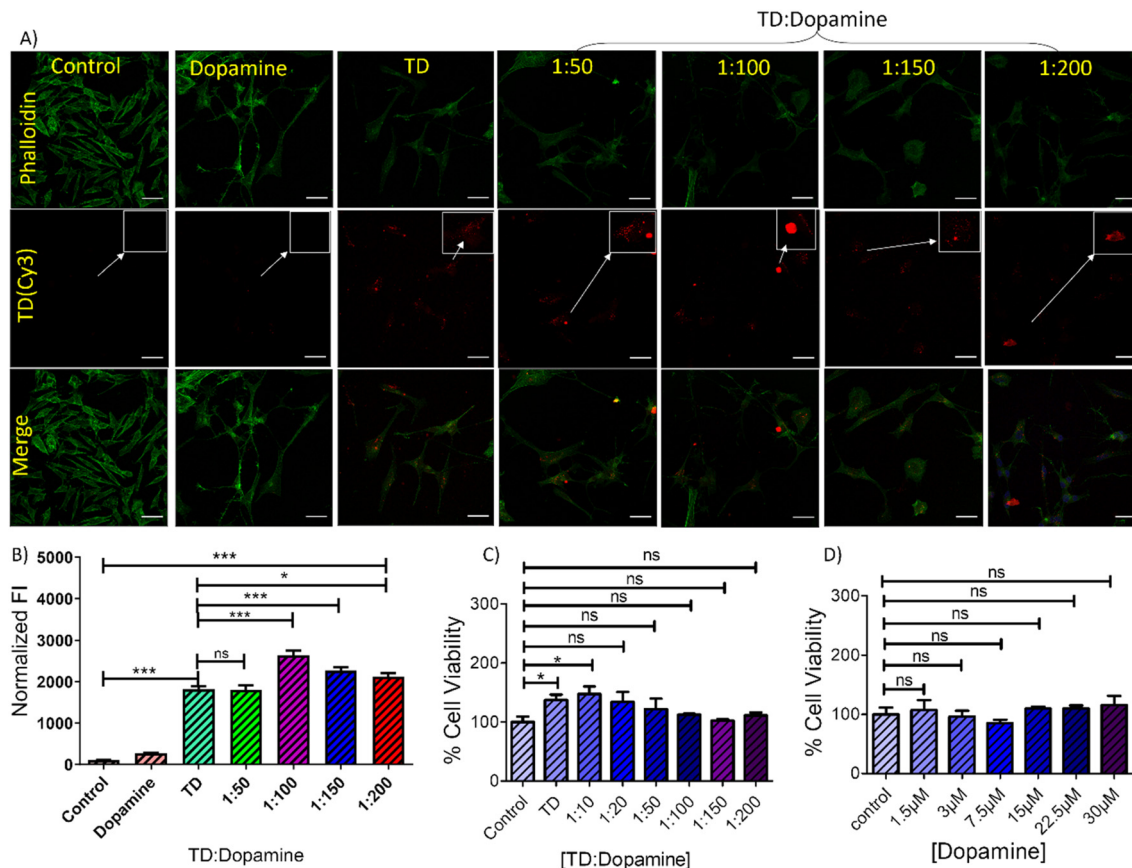 A)
TD:Dopamine
Control
Dopamine
TD
1:50
1:100
1:150
1:200
Phalloidin
TD(Cy3)
Merge
B)
Normalized FI
5000
4000
3000
2000
1000
0
***
*
***
***
ns
***
Control
Dopamine
TD
1:50
1:100
1:150
1:200
TD:Dopamine
C)
% Cell Viability
300
200
100
0
ns
ns
ns
ns
ns
*
*
Control
TD
1:10
1:20
1:50
1:100
1:150
1:200
[TD:Dopamine]
D)
% Cell Viability
300
200
100
0
ns
ns
ns
ns
ns
ns
control
1.5μM
3μM
7.5μM
15μM
22.5μM
30μM
[Dopamine]